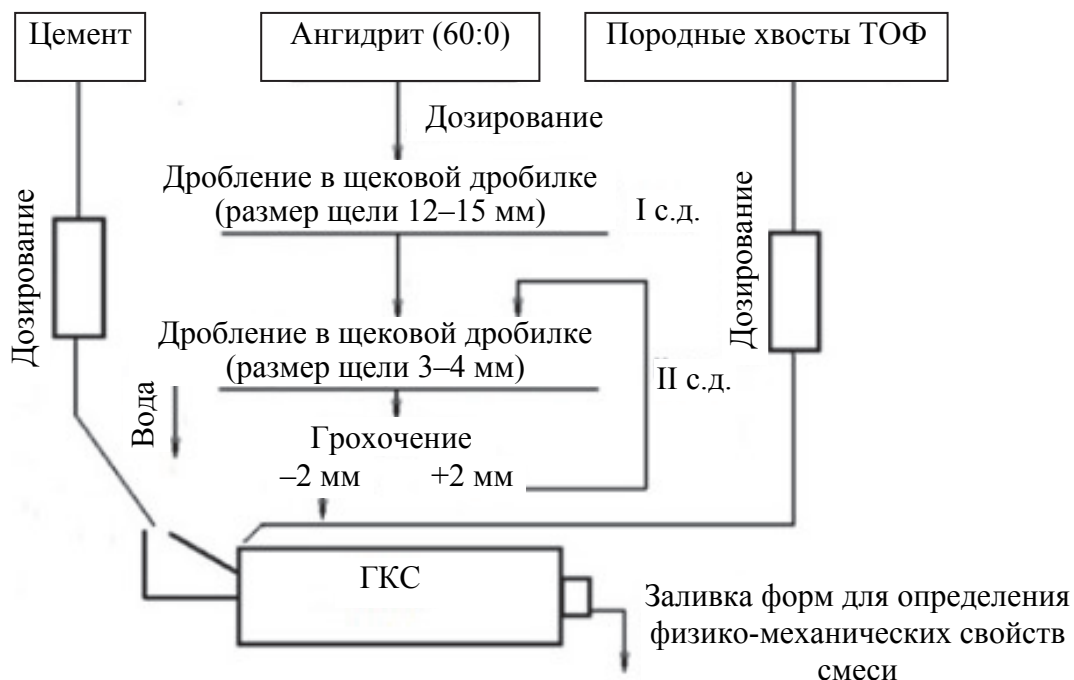 Цемент
Ангидрит (60:0)
Породные хвосты ТОФ
Дозирование
Дробление в щековой дробилке
(размер щели 12–15 мм)
I с.д.
Дозирование
Дозирование
Дробление в щековой дробилке
(размер щели 3–4 мм)
II с.д.
Вода
Грохочение
–2 мм
+2 мм
ГКС
Заливка форм для определения
физико-механических свойств
смеси